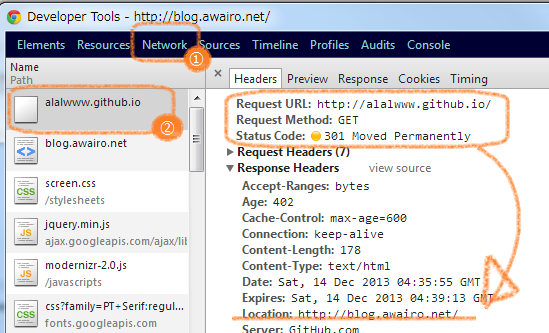 Developer Tools - http://blog.awairo.net/
Elements Resources Network Sources Timeline Profiles Audits Console
①
Name
Path
× Headers Preview Response Cookies Timing
alalwww.github.io
②
blog.awairo.net
screen.css
/stylesheets
jquery.min.js
ajax.googleapis.com/ajax/lib
modernizr-2.0.js
/javascripts
css?family=PT+Serif:regul...
fonts.googleapis.com
Request URL: http://alalwww.github.io/
Request Method: GET
Status Code: 301 Moved Permanently
▶ Request Headers (7)
▼ Response Headers view source
Accept-Ranges: bytes
Age: 402
Cache-Control: max-age=600
Connection: keep-alive
Content-Length: 178
Content-Type: text/html
Date: Sat, 14 Dec 2013 04:35:55 GMT
Expires: Sat, 14 Dec 2013 04:39:13 GMT
Location: http://blog.awairo.net/
Server: GitHub.com